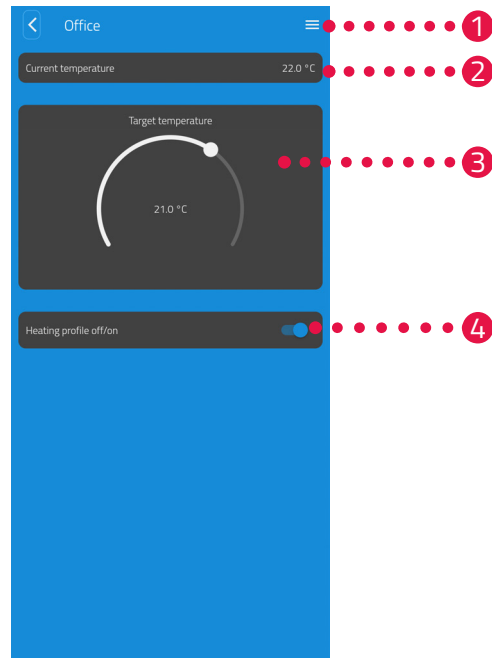 Office
1
Current temperature 22.0 °C
2
Target temperature
3
21.0 °C
Heating profile off/on
4